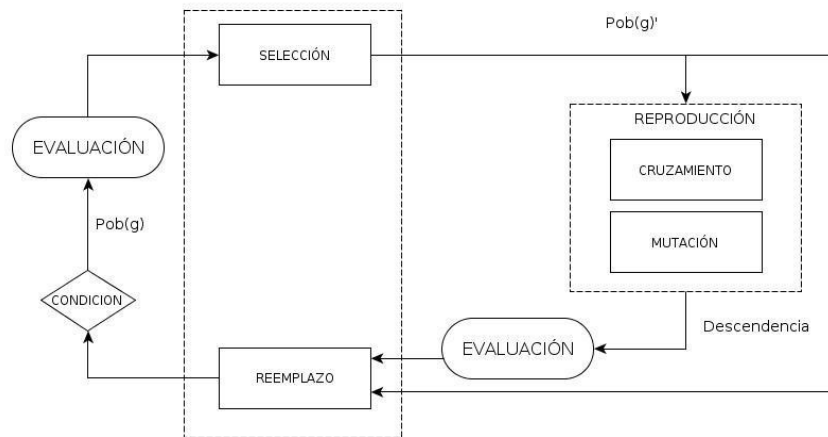 Pob(g)'
SELECCIÓN
REPRODUCCIÓN
EVALUACIÓN
CRUZAMIENTO
Pob(g)
MUTACIÓN
CONDICION
Descendencia
EVALUACIÓN
REEMPLAZO